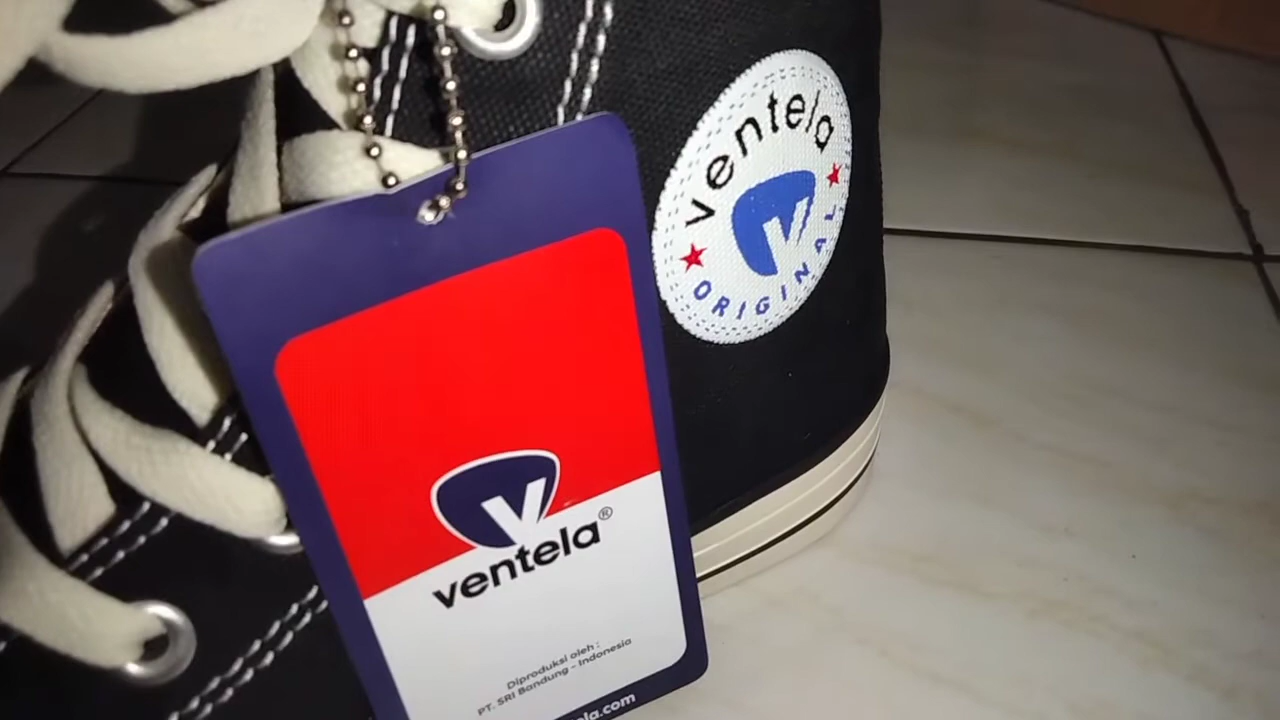 ventela
ORIGINAL
ventela®
Diproduksi oleh :
PT. SRI Bandung - Indonesia